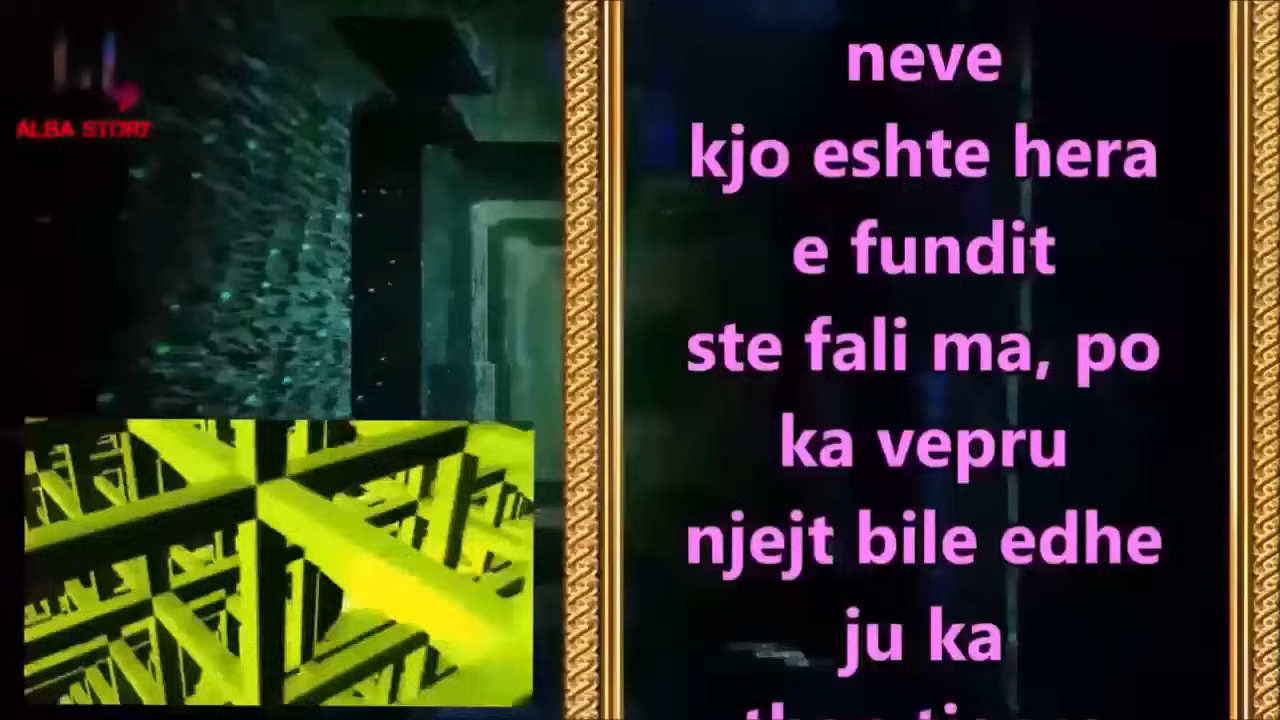 ALBA STORY
neve
kjo eshte hera
e fundit
ste fali ma, po
ka vepru
njejt bile edhe
ju ka